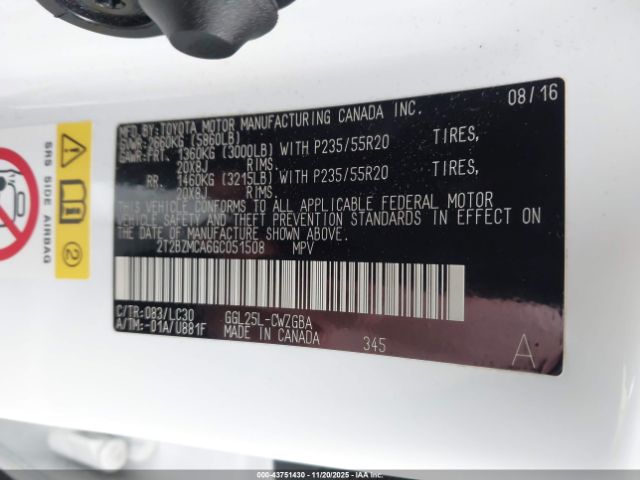 MFD.BY:TOYOTA MOTOR MANUFACTURING CANADA INC. 08/16
GVWR:2660KG (5860LB)
GAWR:FRT. 1360KG (3000LB) WITH P235/55R20 TIRES,
20X8J RIMS.
RR. 1460KG (3215LB) WITH P235/55R20 TIRES,
20X8J RIMS.
THIS VEHICLE CONFORMS TO ALL APPLICABLE FEDERAL MOTOR
VEHICLE SAFETY AND THEFT PREVENTION STANDARDS IN EFFECT ON
THE DATE OF MANUFACTURE SHOWN ABOVE.
2T2BZMCA6GC051508 MPV
C/TR:083/LC30 GGL25L-CWZGBA
A/TM:-01A/U881F MADE IN CANADA 345 A
SRS SIDE AIRBAG
2
000-43751430 - 11/20/2025 - IAAI.COM